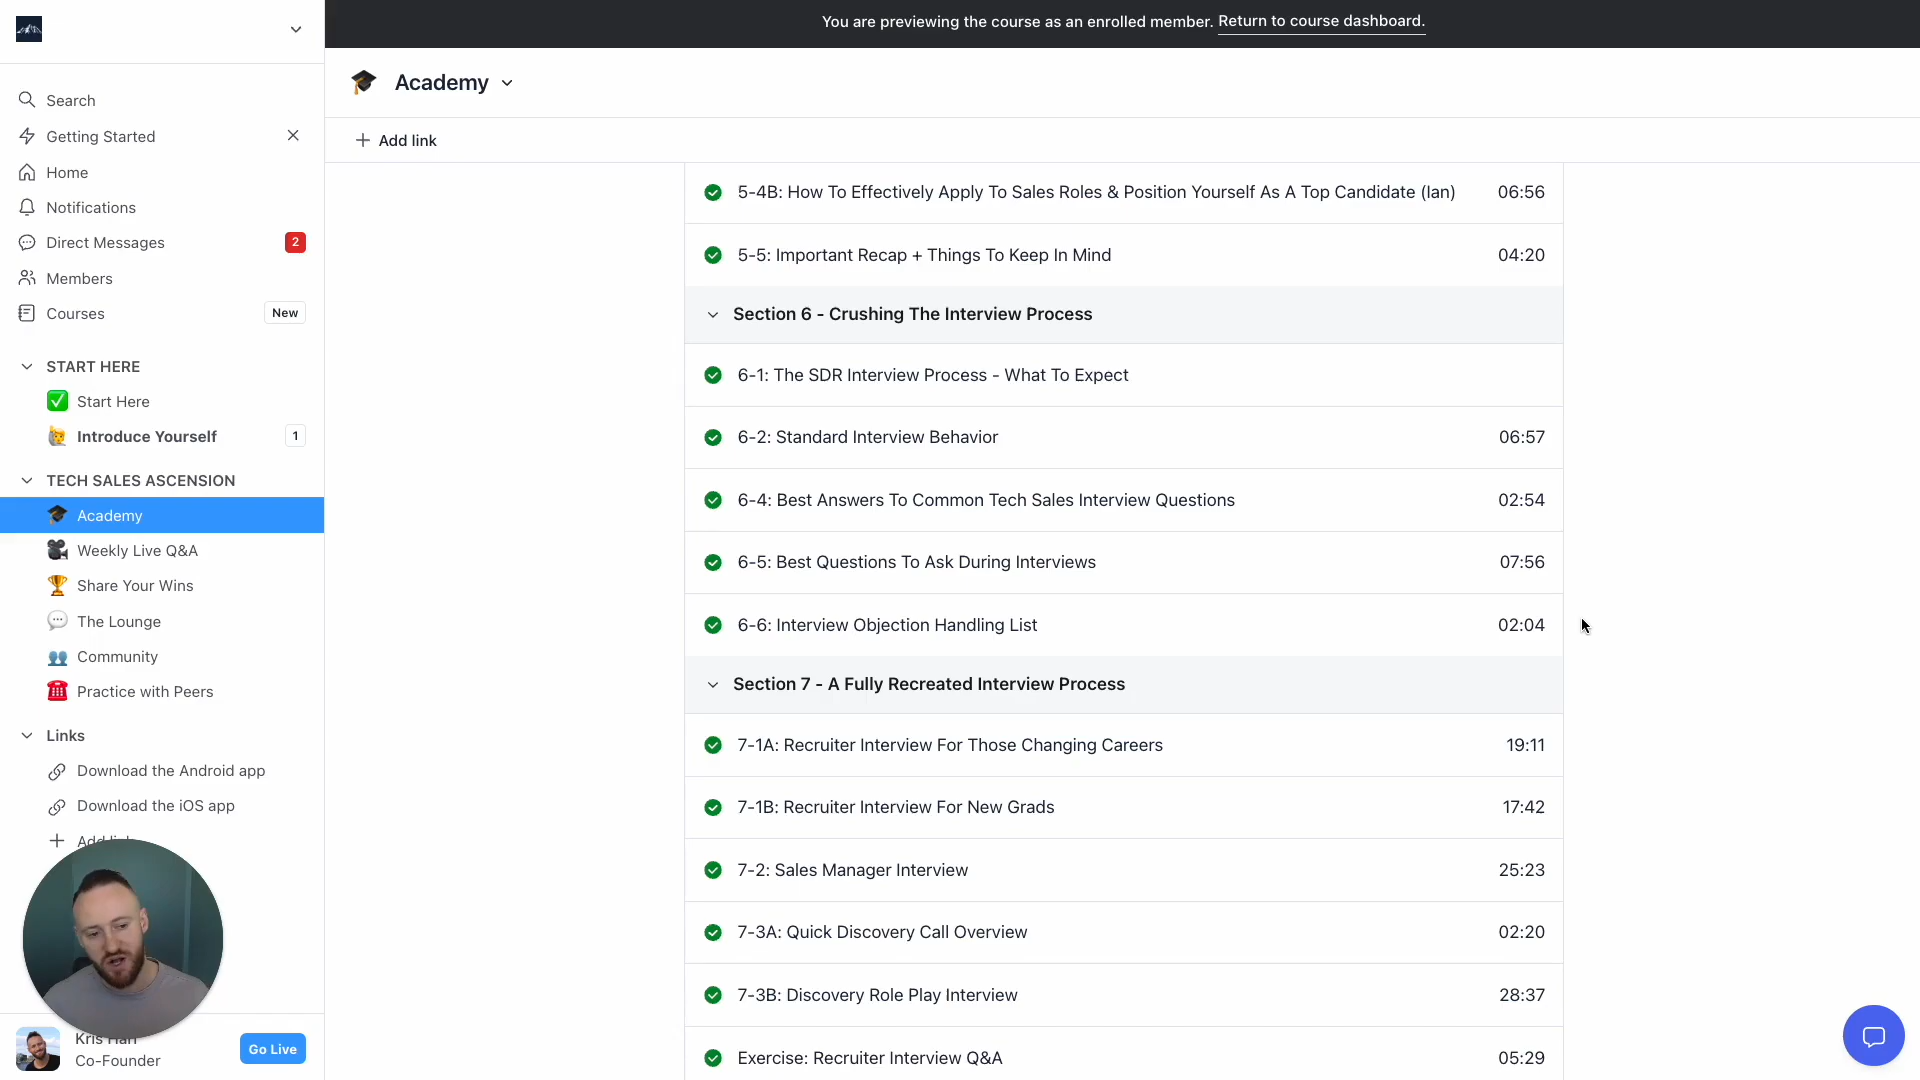 You are previewing the course as an enrolled member. Return to course dashboard.
Search
Getting Started
Home
Notifications
Direct Messages 2
Members
Courses New
START HERE
Start Here
Introduce Yourself 1
TECH SALES ASCENSION
Academy
Weekly Live Q&A
Share Your Wins
The Lounge
Community
Practice with Peers
Links
Download the Android app
Download the iOS app
Kris
Co-Founder
Go Live
Academy
Add link
5-4B: How To Effectively Apply To Sales Roles & Position Yourself As A Top Candidate (Ian) 06:56
5-5: Important Recap + Things To Keep In Mind 04:20
Section 6 - Crushing The Interview Process
6-1: The SDR Interview Process - What To Expect
6-2: Standard Interview Behavior 06:57
6-4: Best Answers To Common Tech Sales Interview Questions 02:54
6-5: Best Questions To Ask During Interviews 07:56
6-6: Interview Objection Handling List 02:04
Section 7 - A Fully Recreated Interview Process
7-1A: Recruiter Interview For Those Changing Careers 19:11
7-1B: Recruiter Interview For New Grads 17:42
7-2: Sales Manager Interview 25:23
7-3A: Quick Discovery Call Overview 02:20
7-3B: Discovery Role Play Interview 28:37
Exercise: Recruiter Interview Q&A 05:29